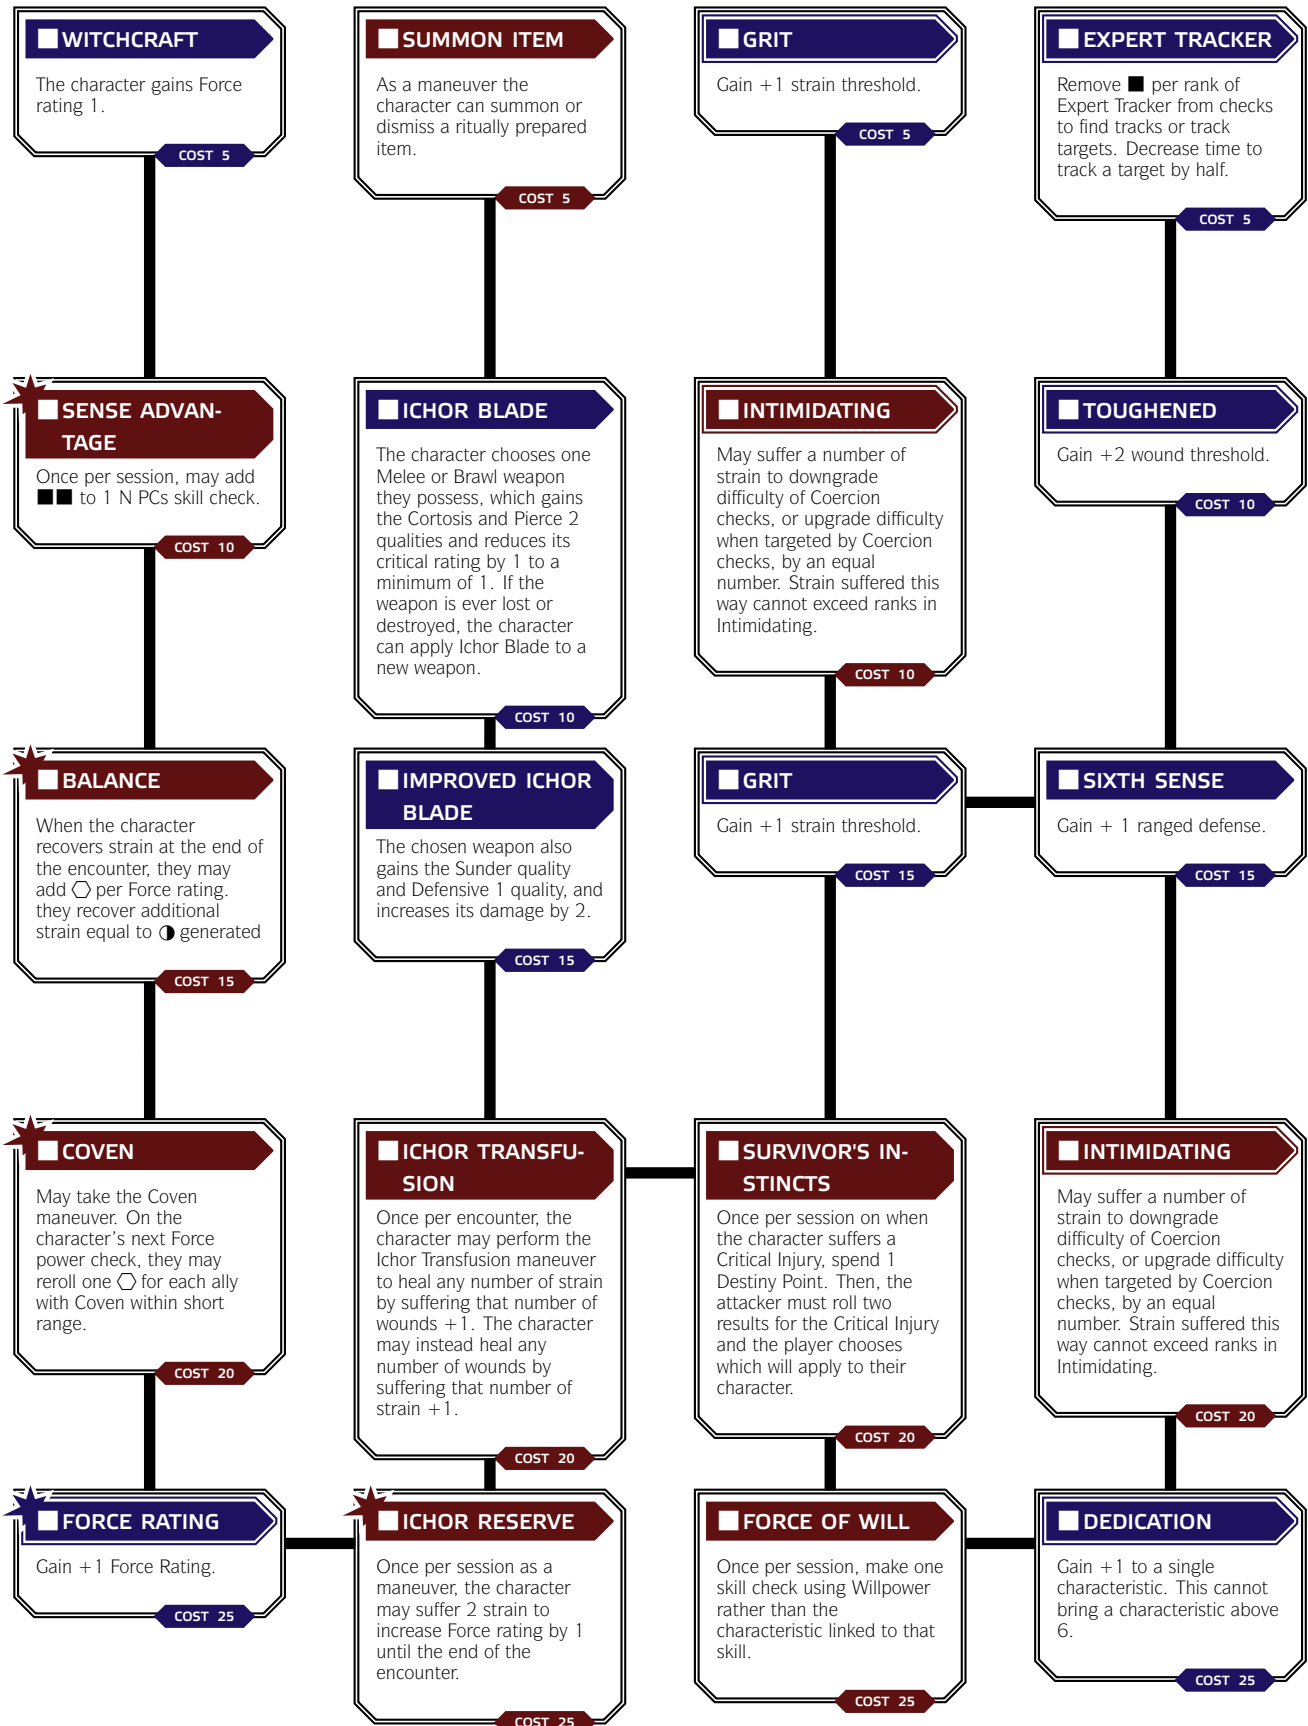 WITCHCRAFT
The character gains Force
rating 1.
COST 5
SUMMON ITEM
As a maneuver the
character can summon or
dismiss a ritually prepared
item.
COST 5
GRIT
Gain +1 strain threshold.
COST 5
EXPERT TRACKER
Remove ■ per rank of
Expert Tracker from checks
to find tracks or track
targets. Decrease time to
track a target by half.
COST 5
SENSE ADVAN-
TAGE
Once per session, may add
■■ to 1 N PCs skill check.
COST 10
ICHOR BLADE
The character chooses one
Melee or Brawl weapon
they possess, which gains
the Cortosis and Pierce 2
qualities and reduces its
critical rating by 1 to a
minimum of 1. If the
weapon is ever lost or
destroyed, the character
can apply Ichor Blade to a
new weapon.
COST 10
INTIMIDATING
May suffer a number of
strain to downgrade
difficulty of Coercion
checks, or upgrade difficulty
when targeted by Coercion
checks, by an equal
number. Strain suffered this
way cannot exceed ranks in
Intimidating.
COST 10
TOUGHENED
Gain +2 wound threshold.
COST 10
BALANCE
When the character
recovers strain at the end of
the encounter, they may
add ⬡ per Force rating.
they recover additional
strain equal to ◑ generated
COST 15
IMPROVED ICHOR
BLADE
The chosen weapon also
gains the Sunder quality
and Defensive 1 quality, and
increases its damage by 2.
COST 15
GRIT
Gain +1 strain threshold.
COST 15
SIXTH SENSE
Gain + 1 ranged defense.
COST 15
COVEN
May take the Coven
maneuver. On the
character's next Force
power check, they may
reroll one ⬡ for each ally
with Coven within short
range.
COST 20
ICHOR TRANSFU-
SION
Once per encounter, the
character may perform the
Ichor Transfusion maneuver
to heal any number of strain
by suffering that number of
wounds +1. The character
may instead heal any
number of wounds by
suffering that number of
strain +1.
COST 20
SURVIVOR'S IN-
STINCTS
Once per session on when
the character suffers a
Critical Injury, spend 1
Destiny Point. Then, the
attacker must roll two
results for the Critical Injury
and the player chooses
which will apply to their
character.
COST 20
INTIMIDATING
May suffer a number of
strain to downgrade
difficulty of Coercion
checks, or upgrade difficulty
when targeted by Coercion
checks, by an equal
number. Strain suffered this
way cannot exceed ranks in
Intimidating.
COST 20
FORCE RATING
Gain +1 Force Rating.
COST 25
ICHOR RESERVE
Once per session as a
maneuver, the character
may suffer 2 strain to
increase Force rating by 1
until the end of the
encounter.
COST 25
FORCE OF WILL
Once per session, make one
skill check using Willpower
rather than the
characteristic linked to that
skill.
COST 25
DEDICATION
Gain +1 to a single
characteristic. This cannot
bring a characteristic above
6.
COST 25